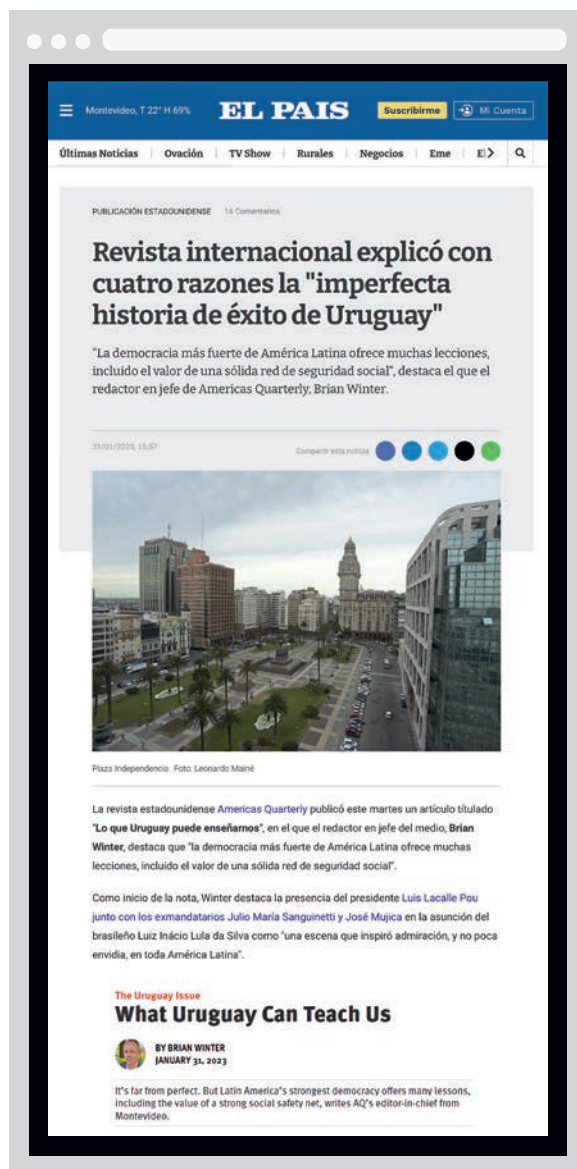 Montevideo, T 22° H 69%
EL PAIS
Suscribirme
Mi Cuenta
Últimas Noticias
Ovación
TV Show
Rurales
Negocios
Eme
PUBLICACIÓN ESTADOUNIDENSE 16 Comentarios
Revista internacional explicó con
cuatro razones la "imperfecta
historia de éxito de Uruguay"
"La democracia más fuerte de América Latina ofrece muchas lecciones,
incluido el valor de una sólida red de seguridad social", destaca el que el
redactor en jefe de Americas Quarterly, Brian Winter.
31/01/2023, 15:57
Compartir esta noticia
Plaza Independencia Foto: Leonardo Mainé
La revista estadounidense Americas Quarterly publicó este martes un artículo titulado
"Lo que Uruguay puede enseñarnos", en el que el redactor en jefe del medio, Brian
Winter, destaca que "la democracia más fuerte de América Latina ofrece muchas
lecciones, incluido el valor de una sólida red de seguridad social".
Como inicio de la nota, Winter destaca la presencia del presidente Luis Lacalle Pou
junto con los exmandatarios Julio María Sanguinetti y José Mujica en la asunción del
brasileño Luiz Inácio Lula da Silva como "una escena que inspiró admiración, y no poca
envidia, en toda América Latina".
The Uruguay Issue
What Uruguay Can Teach Us
BY BRIAN WINTER
JANUARY 31, 2023
It's far from perfect. But Latin America's strongest democracy offers many lessons,
including the value of a strong social safety net, writes AQ's editor-in-chief from
Montevideo.